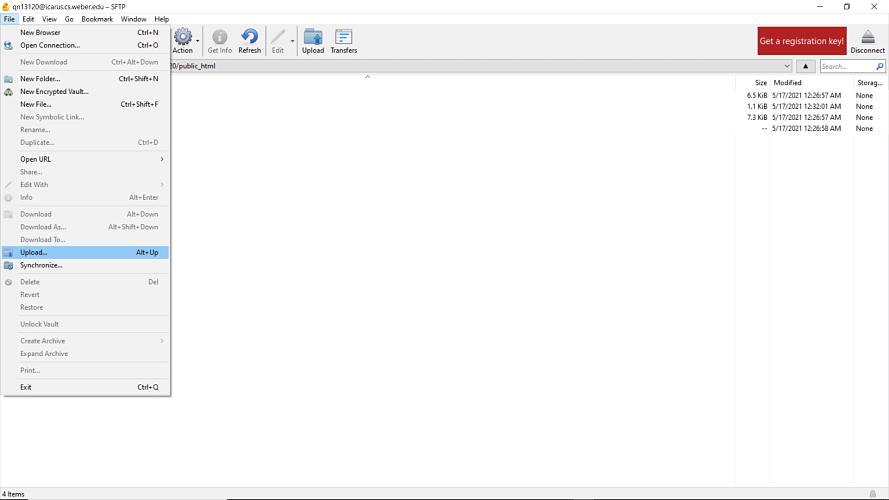 qn13120@icarus.cs.weber.edu – SFTP
File Edit View Go Bookmark Window Help
New Browser Ctrl+N
Open Connection... Ctrl+O
New Download Ctrl+Alt+Down
New Folder... Ctrl+Shift+N
New Encrypted Vault...
New File... Ctrl+Shift+F
New Symbolic Link...
Rename...
Duplicate... Ctrl+D
Open URL
Share...
Edit With
Info Alt+Enter
Download Alt+Down
Download As... Alt+Shift+Down
Download To...
Upload... Alt+Up
Synchronize...
Delete Del
Revert
Restore
Unlock Vault
Create Archive
Expand Archive
Print...
Exit Ctrl+Q
Action Get Info Refresh Edit Upload Transfers
Get a registration key!
Disconnect
20/public_html
Search...
Size Modified Storag...
6.5 KiB 5/17/2021 12:26:57 AM None
1.1 KiB 5/17/2021 12:32:01 AM None
7.3 KiB 5/17/2021 12:26:57 AM None
-- 5/17/2021 12:26:58 AM None
4 Items